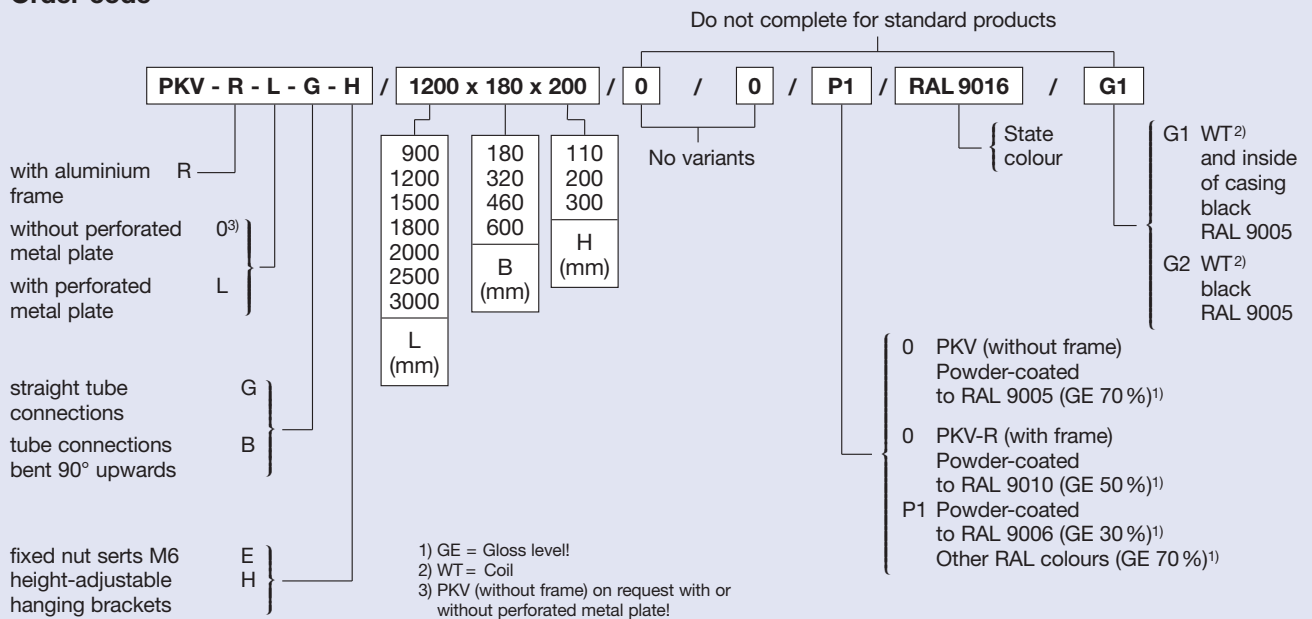 Do not complete for standard products
PKV - R - L - G - H / 1200 x 180 x 200 / 0 / 0 / P1 / RAL 9016 / G1
with aluminium R
frame
without perforated 0³⁾
metal plate
with perforated L
metal plate
straight tube G
connections
tube connections B
bent 90° upwards
fixed nut serts M6 E
height-adjustable H
hanging brackets
900
1200
1500
1800
2000
2500
3000
L
(mm)
180
320
460
600
B
(mm)
110
200
300
H
(mm)
No variants
State
colour
G1 WT²⁾
and inside
of casing
black
RAL 9005
G2 WT²⁾
black
RAL 9005
0 PKV (without frame)
Powder-coated
to RAL 9005 (GE 70 %)¹⁾
0 PKV-R (with frame)
Powder-coated
to RAL 9010 (GE 50 %)¹⁾
P1 Powder-coated
to RAL 9006 (GE 30 %)¹⁾
Other RAL colours (GE 70 %)¹⁾
1) GE = Gloss level!
2) WT = Coil
3) PKV (without frame) on request with or
without perforated metal plate!